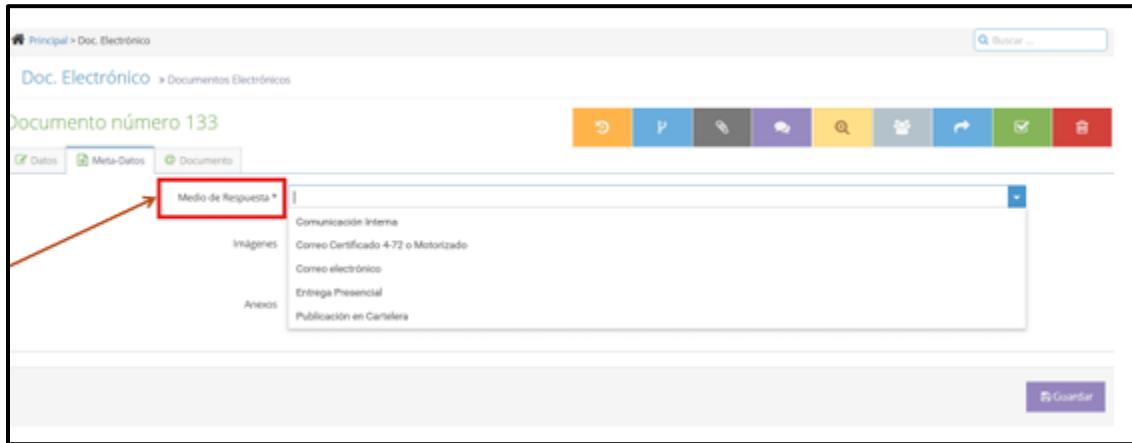 Principal > Doc. Electrónico
Buscar ...
Doc. Electrónico » Documentos Electrónicos
Documento número 133
Datos
Meta-Datos
Documento
Medio de Respuesta *
Comunicación Interna
Imágenes
Correo Certificado 4-72 o Motorizado
Correo electrónico
Entrega Presencial
Anexos
Publicación en Cartelera
Guardar